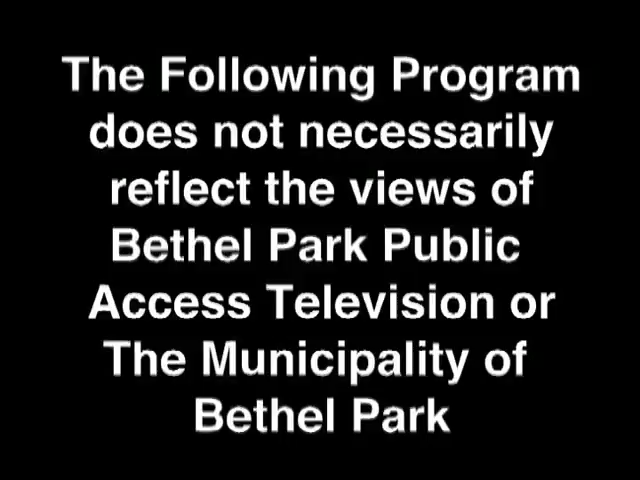 The Following Program
does not necessarily
reflect the views of
Bethel Park Public
Access Television or
The Municipality of
Bethel Park